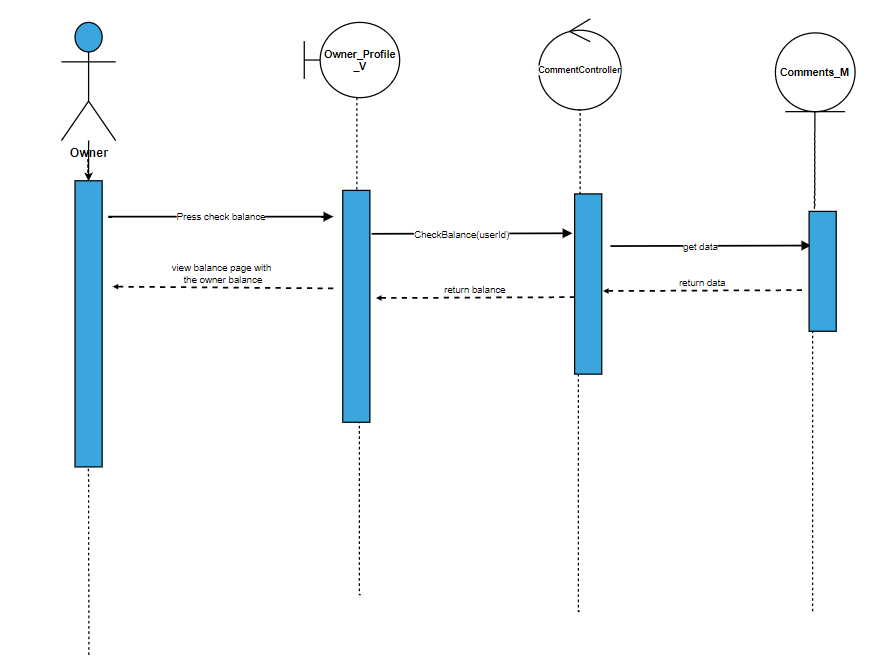 Owner_Profile
_V
CommentController
Comments_M
Owner
Press check balance
CheckBalance(userId)
get data
view balance page with
the owner balance
return balance
return data